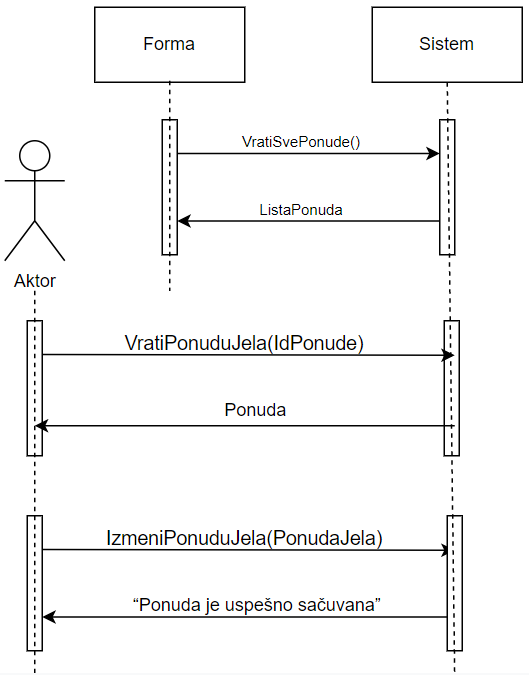 Forma
Sistem
VratiSvePonude()
ListaPonuda
Aktor
VratiPonuduJela(IdPonude)
Ponuda
IzmeniPonuduJela(PonudaJela)
“Ponuda je uspešno sačuvana”